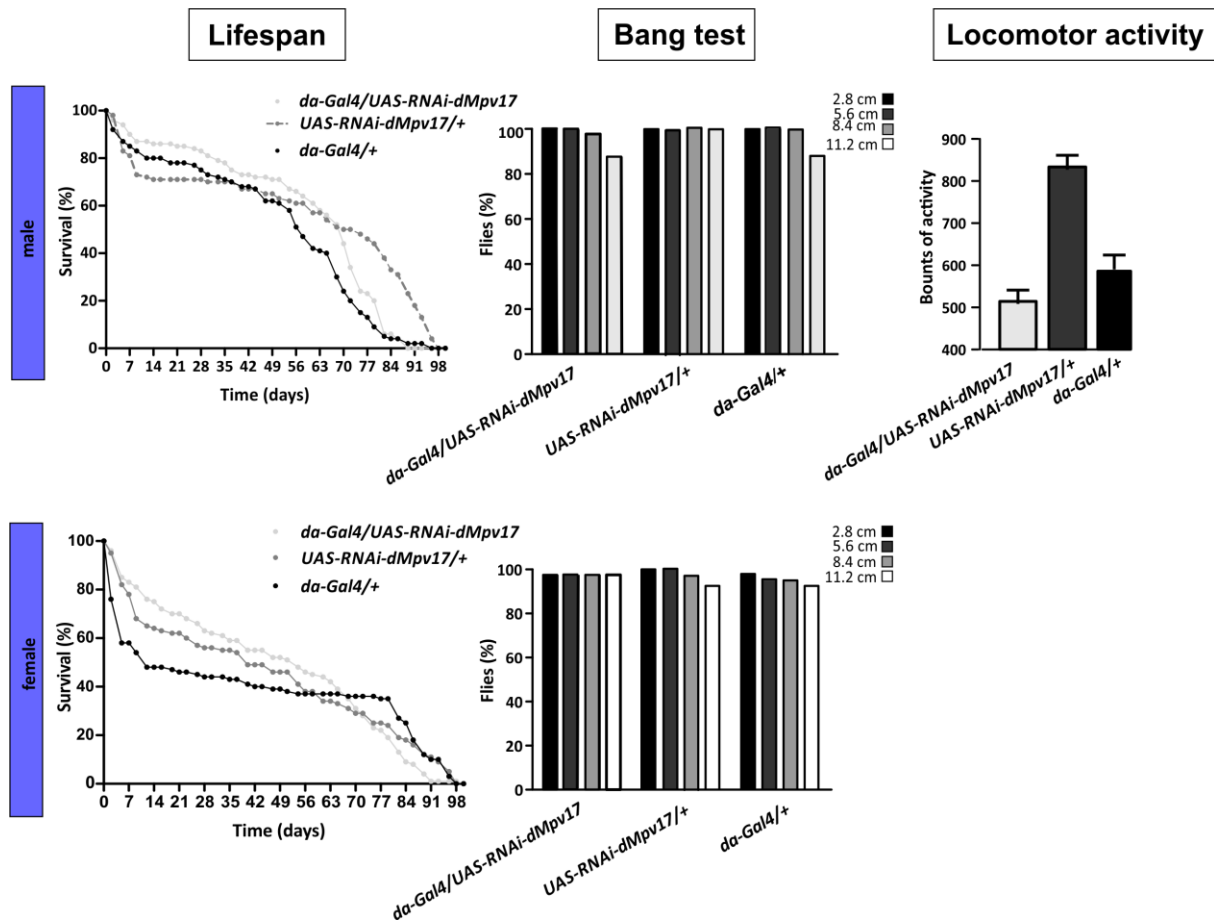 Lifespan
Bang test
Locomotor activity
male
da-Gal4/UAS-RNAi-dMpv17
UAS-RNAi-dMpv17/+
da-Gal4/+
100
80
60
40
20
0
Survival (%)
0 7 14 21 28 35 42 49 56 63 70 77 84 91 98
Time (days)
2.8 cm
5.6 cm
8.4 cm
11.2 cm
100
80
60
40
20
0
Flies (%)
da-Gal4/UAS-RNAi-dMpv17
UAS-RNAi-dMpv17/+
da-Gal4/+
900
800
700
600
500
400
Bounts of activity
da-Gal4/UAS-RNAi-dMpv17
UAS-RNAi-dMpv17/+
da-Gal4/+
female
da-Gal4/UAS-RNAi-dMpv17
UAS-RNAi-dMpv17/+
da-Gal4/+
100
80
60
40
20
0
Survival (%)
0 7 14 21 28 35 42 49 56 63 70 77 84 91 98
Time (days)
2.8 cm
5.6 cm
8.4 cm
11.2 cm
100
80
60
40
20
0
Flies (%)
da-Gal4/UAS-RNAi-dMpv17
UAS-RNAi-dMpv17/+
da-Gal4/+